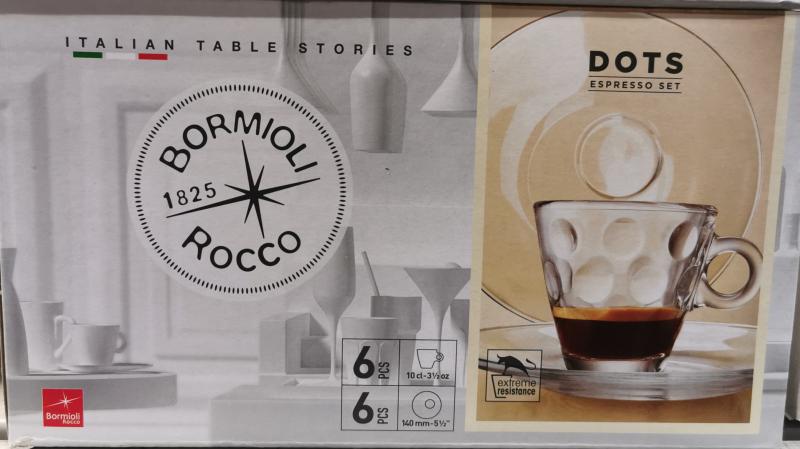 ITALIAN TABLE STORIES
BORMIOLI
1825
ROCCO
DOTS
ESPRESSO SET
6 PCS
10 cl-3½ oz
6 PCS
140 mm-5½"
extreme
resistance
Bormioli
Rocco